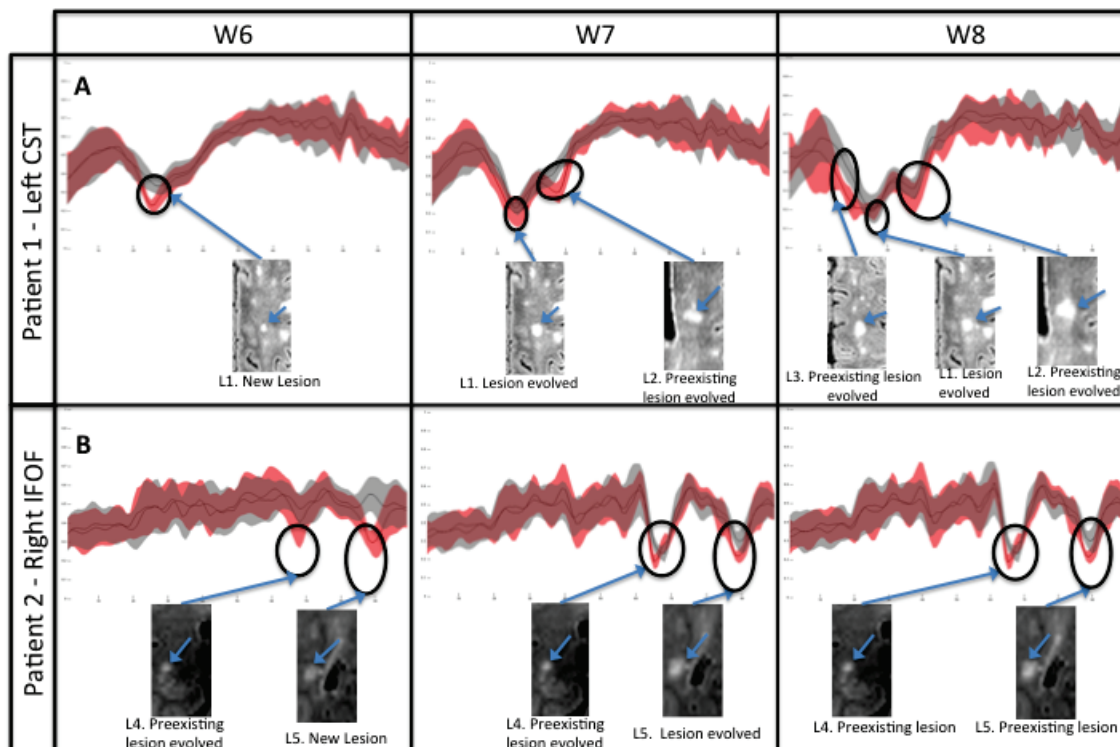 W6
W7
W8
Patient 1 - Left CST
A
L1. New Lesion
L1. Lesion evolved
L2. Preexisting
lesion evolved
L3. Preexisting lesion
evolved
L1. Lesion
evolved
L2. Preexisting
lesion evolved
Patient 2 - Right IFOF
B
L4. Preexisting
lesion evolved
L5. New Lesion
L4. Preexisting
lesion evolved
L5. Lesion evolved
L4. Preexisting lesion
L5. Preexisting lesion